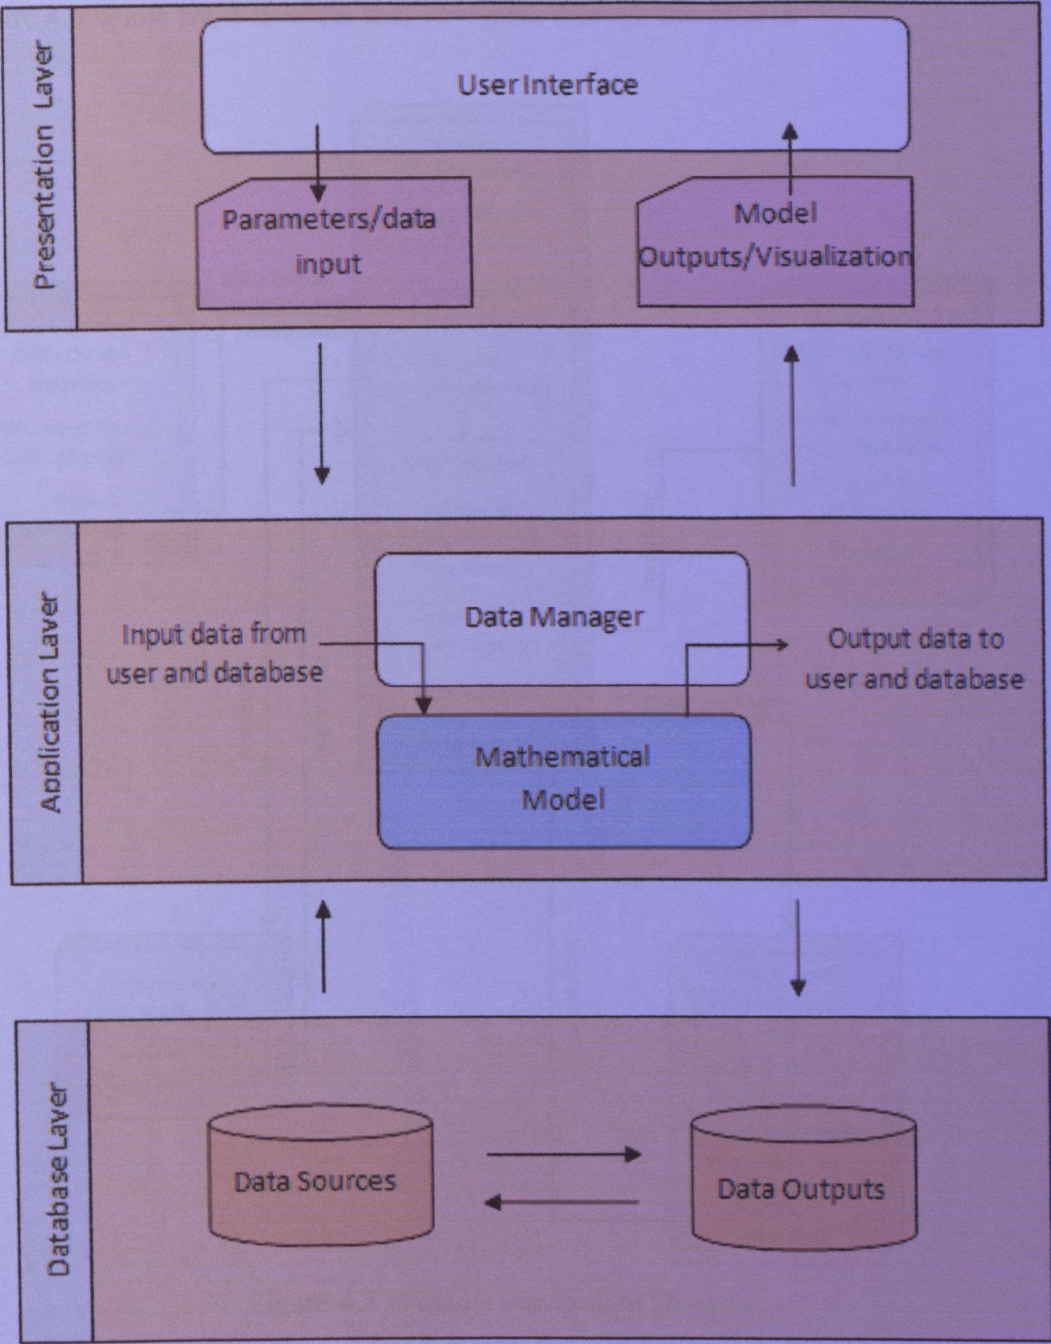 Presentation Layer
User Interface
Parameters/data
input
Model
Outputs/Visualization
Application Layer
Data Manager
Input data from
user and database
Output data to
user and database
Mathematical
Model
Database Layer
Data Sources
Data Outputs